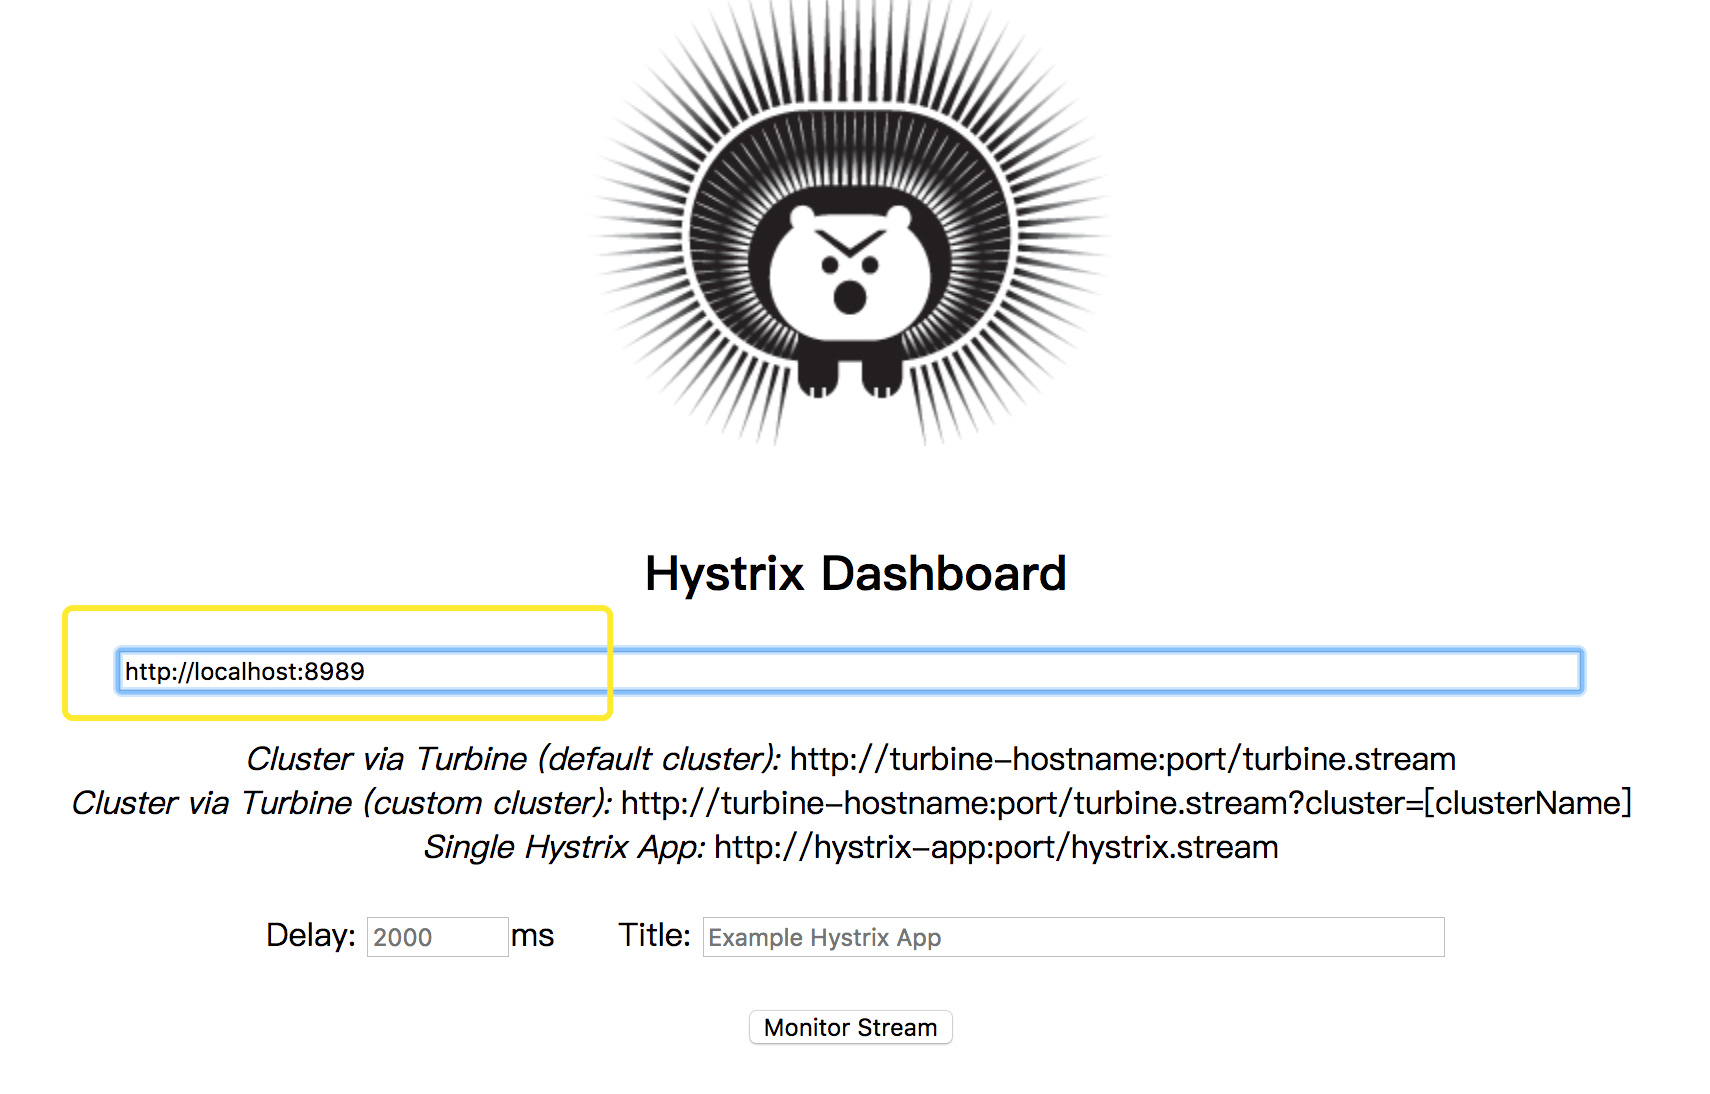 Hystrix Dashboard
http://localhost:8989
Cluster via Turbine (default cluster): http://turbine-hostname:port/turbine.stream
Cluster via Turbine (custom cluster): http://turbine-hostname:port/turbine.stream?cluster=[clusterName]
Single Hystrix App: http://hystrix-app:port/hystrix.stream
Delay: 2000 ms Title: Example Hystrix App
Monitor Stream